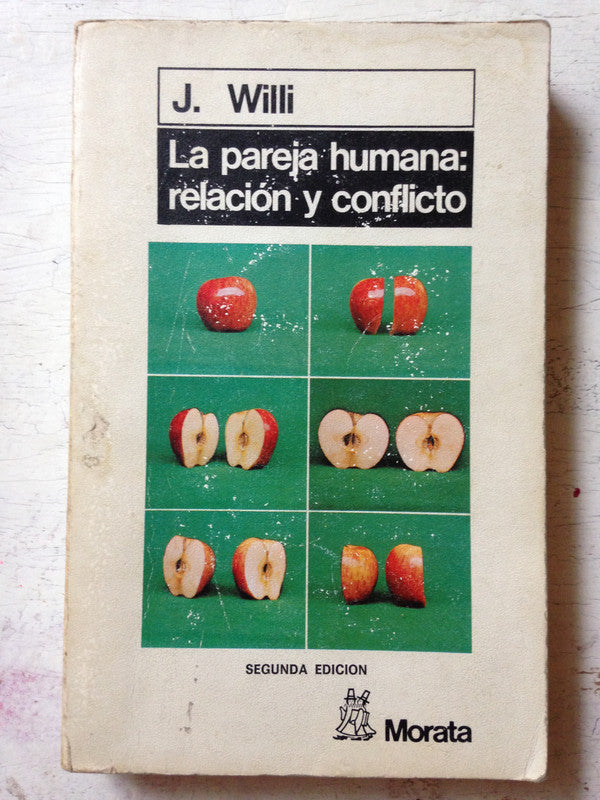 J. Willi
La pareja humana:
relación y conflicto
SEGUNDA EDICION
Morata